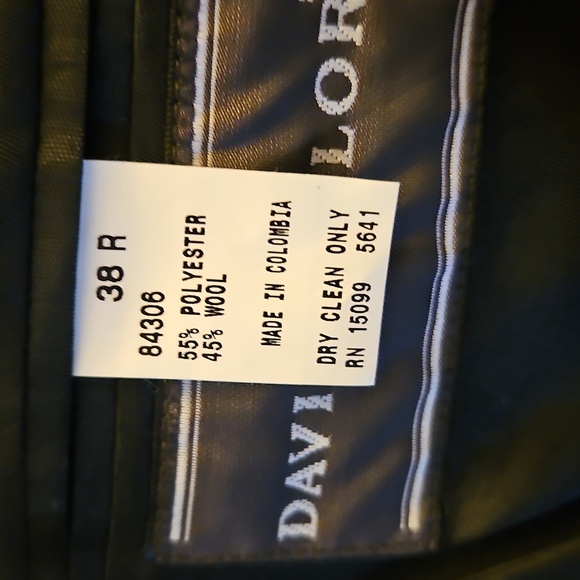 38 R
84306
55% POLYESTER
45% WOOL
MADE IN COLOMBIA
DRY CLEAN ONLY
RN 15099 5641